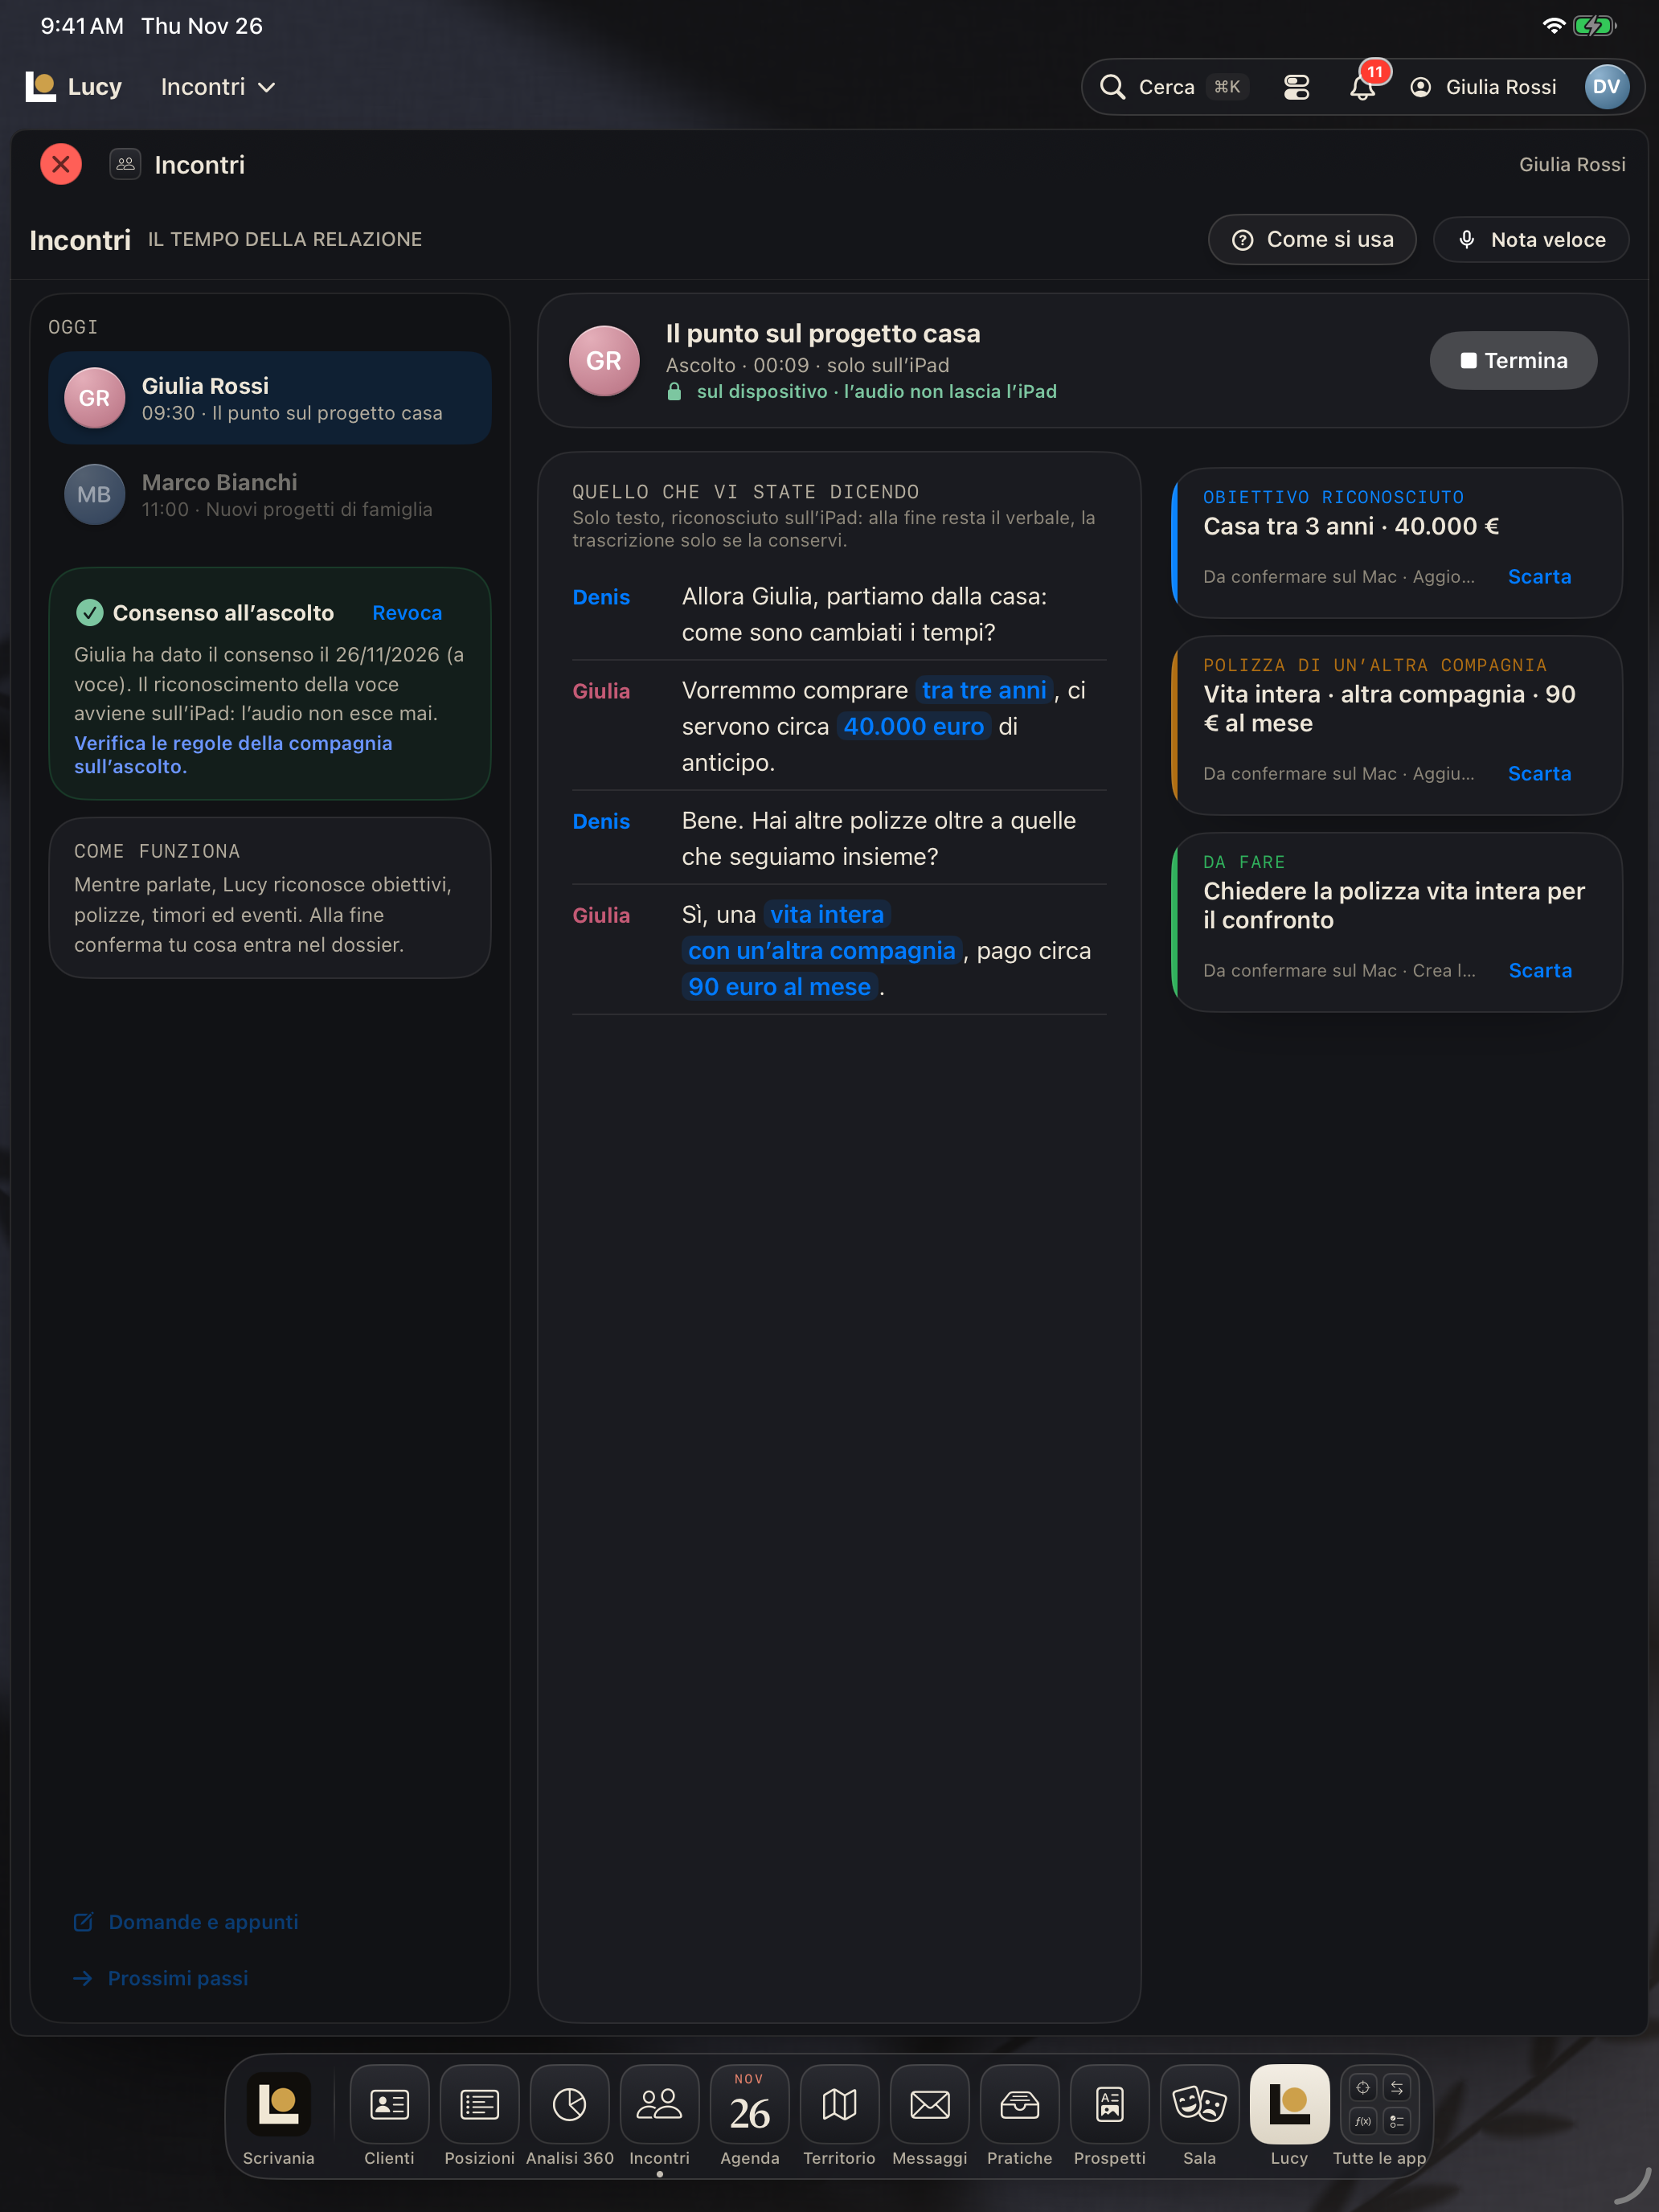 9:41 AM Thu Nov 26
Lucy
Incontri
Cerca ⌘K
11
Giulia Rossi
DV
Incontri
Giulia Rossi
Incontri IL TEMPO DELLA RELAZIONE
Come si usa
Nota veloce
OGGI
GR
Giulia Rossi
09:30 · Il punto sul progetto casa
MB
Marco Bianchi
11:00 · Nuovi progetti di famiglia
Consenso all’ascolto
Revoca
Giulia ha dato il consenso il 26/11/2026 (a
voce). Il riconoscimento della voce
avviene sull’iPad: l’audio non esce mai.
Verifica le regole della compagnia
sull’ascolto.
COME FUNZIONA
Mentre parlate, Lucy riconosce obiettivi,
polizze, timori ed eventi. Alla fine
conferma tu cosa entra nel dossier.
Domande e appunti
Prossimi passi
GR
Il punto sul progetto casa
Ascolto · 00:09 · solo sull’iPad
sul dispositivo · l’audio non lascia l’iPad
Termina
QUELLO CHE VI STATE DICENDO
Solo testo, riconosciuto sull’iPad: alla fine resta il verbale, la
trascrizione solo se la conservi.
Denis
Allora Giulia, partiamo dalla casa:
come sono cambiati i tempi?
Giulia
Vorremmo comprare tra tre anni, ci
servono circa 40.000 euro di
anticipo.
Denis
Bene. Hai altre polizze oltre a quelle
che seguiamo insieme?
Giulia
Sì, una vita intera
con un’altra compagnia, pago circa
90 euro al mese.
OBIETTIVO RICONOSCIUTO
Casa tra 3 anni · 40.000 €
Da confermare sul Mac · Aggio...
Scarta
POLIZZA DI UN’ALTRA COMPAGNIA
Vita intera · altra compagnia · 90
€ al mese
Da confermare sul Mac · Aggiu...
Scarta
DA FARE
Chiedere la polizza vita intera per
il confronto
Da confermare sul Mac · Crea l...
Scarta
Scrivania
Clienti
Posizioni
Analisi 360
Incontri
NOV
26
Agenda
Territorio
Messaggi
Pratiche
Prospetti
Sala
Lucy
f(x)
Tutte le app